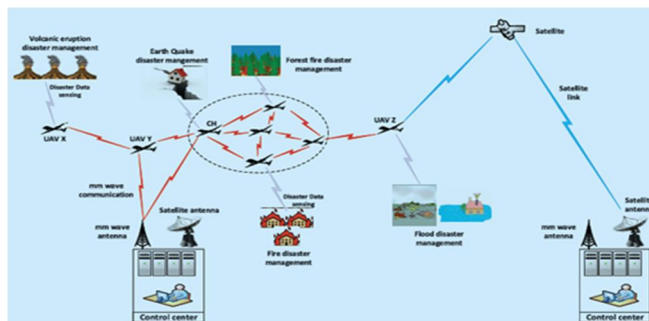 Volcanic eruption
disaster management
Disaster Data
sensing
Earth Quake
disaster mangement
Forest fire disaster
management
Satellite
Satellite
link
UAV X
UAV Y
CH
UAV Z
mm wave
communication
Disaster Data
sensing
Fire disaster
management
Flood disaster
management
mm wave
antenna
Satellite antenna
Control center
mm wave
antenna
Satellite
antenna
Control center